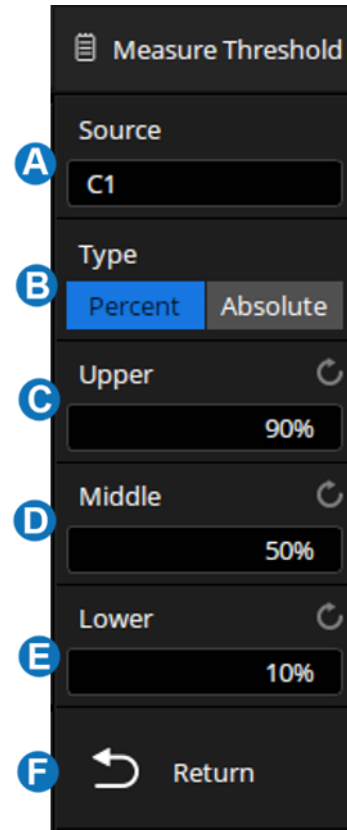 Measure Threshold
A
Source
C1
B
Type
Percent Absolute
C
Upper
90%
D
Middle
50%
E
Lower
10%
F
Return